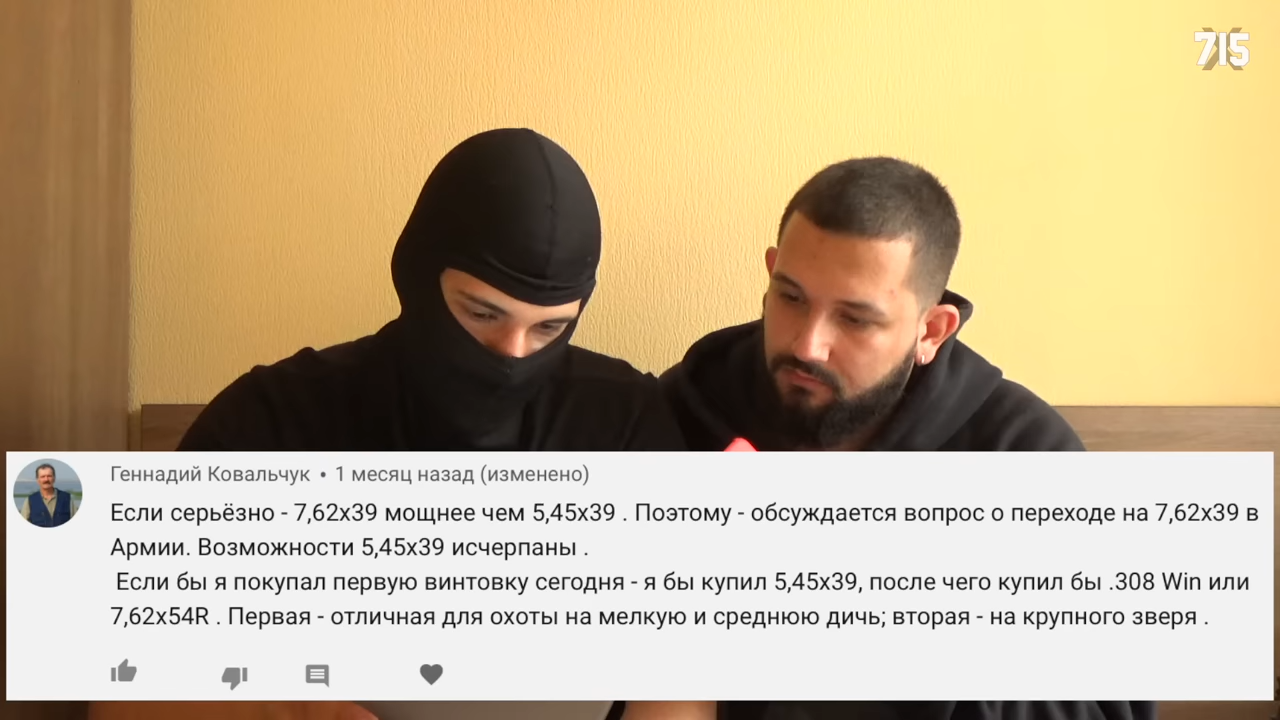 715
Геннадий Ковальчук • 1 месяц назад (изменено)
Если серьёзно - 7,62х39 мощнее чем 5,45х39 . Поэтому - обсуждается вопрос о переходе на 7,62х39 в
Армии. Возможности 5,45х39 исчерпаны .
Если бы я покупал первую винтовку сегодня - я бы купил 5,45х39, после чего купил бы .308 Win или
7,62х54R . Первая - отличная для охоты на мелкую и среднюю дичь; вторая - на крупного зверя .